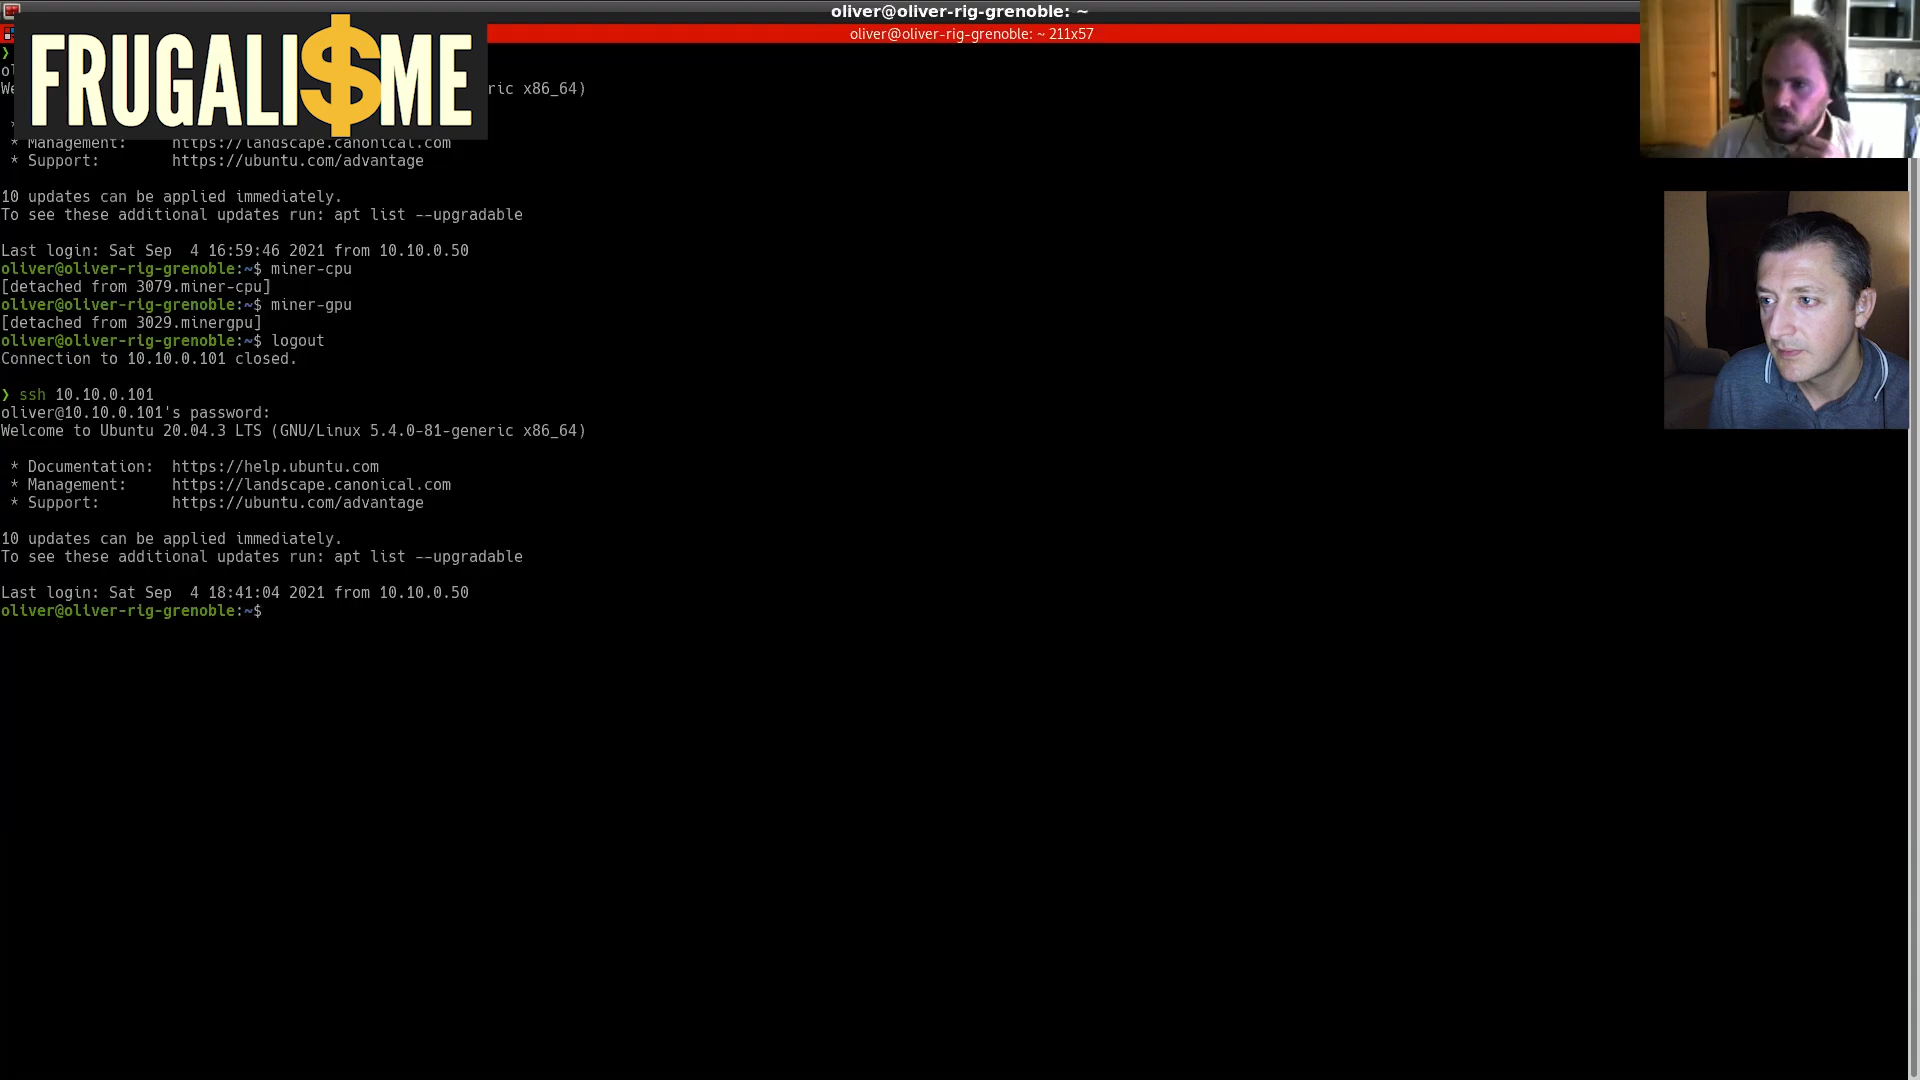 oliver@oliver-rig-grenoble: ~
oliver@oliver-rig-grenoble: ~ 211x57
FRUGALI$ME
ric x86_64)
* Management:     https://landscape.canonical.com
* Support:        https://ubuntu.com/advantage
10 updates can be applied immediately.
To see these additional updates run: apt list --upgradable
Last login: Sat Sep  4 16:59:46 2021 from 10.10.0.50
oliver@oliver-rig-grenoble:~$ miner-cpu
[detached from 3079.miner-cpu]
oliver@oliver-rig-grenoble:~$ miner-gpu
[detached from 3029.minergpu]
oliver@oliver-rig-grenoble:~$ logout
Connection to 10.10.0.101 closed.
❯ ssh 10.10.0.101
oliver@10.10.0.101's password:
Welcome to Ubuntu 20.04.3 LTS (GNU/Linux 5.4.0-81-generic x86_64)
* Documentation:  https://help.ubuntu.com
* Management:     https://landscape.canonical.com
* Support:        https://ubuntu.com/advantage
10 updates can be applied immediately.
To see these additional updates run: apt list --upgradable
Last login: Sat Sep  4 18:41:04 2021 from 10.10.0.50
oliver@oliver-rig-grenoble:~$